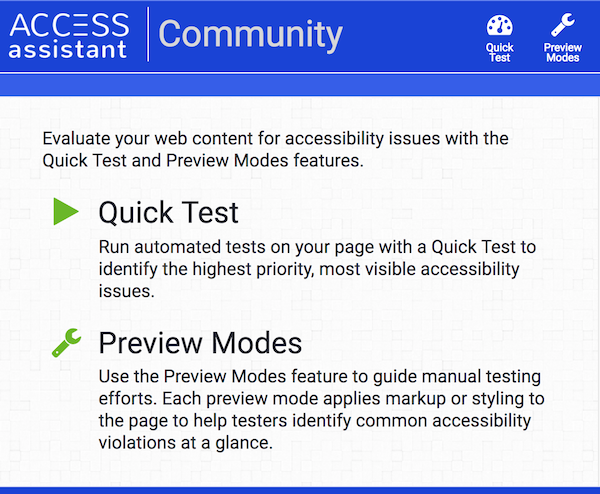 ACCESS
assistant
Community
Quick
Test
Preview
Modes
Evaluate your web content for accessibility issues with the
Quick Test and Preview Modes features.
Quick Test
Run automated tests on your page with a Quick Test to
identify the highest priority, most visible accessibility
issues.
Preview Modes
Use the Preview Modes feature to guide manual testing
efforts. Each preview mode applies markup or styling to
the page to help testers identify common accessibility
violations at a glance.